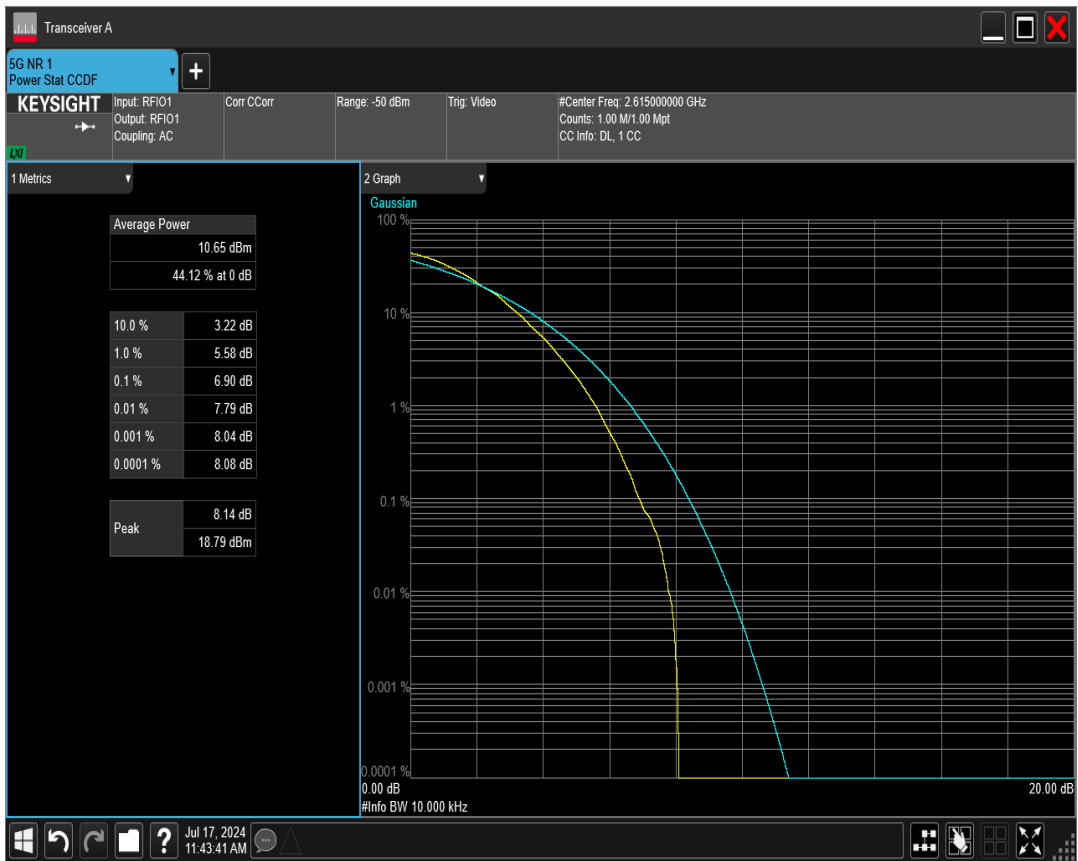 Transceiver A
5G NR 1
Power Stat CCDF
+
KEYSIGHT
LXI
Input: RFIO1
Output: RFIO1
Coupling: AC
Corr CCorr
Range: -50 dBm
Trig: Video
#Center Freq: 2.615000000 GHz
Counts: 1.00 M/1.00 Mpt
CC Info: DL, 1 CC
1 Metrics
Average Power
10.65 dBm
44.12 % at 0 dB
10.0 % 3.22 dB
1.0 % 5.58 dB
0.1 % 6.90 dB
0.01 % 7.79 dB
0.001 % 8.04 dB
0.0001 % 8.08 dB
Peak
8.14 dB
18.79 dBm
2 Graph
Gaussian
100 %
10 %
1 %
0.1 %
0.01 %
0.001 %
0.0001 %
0.00 dB 20.00 dB
#Info BW 10.000 kHz
?
Jul 17, 2024
11:43:41 AM